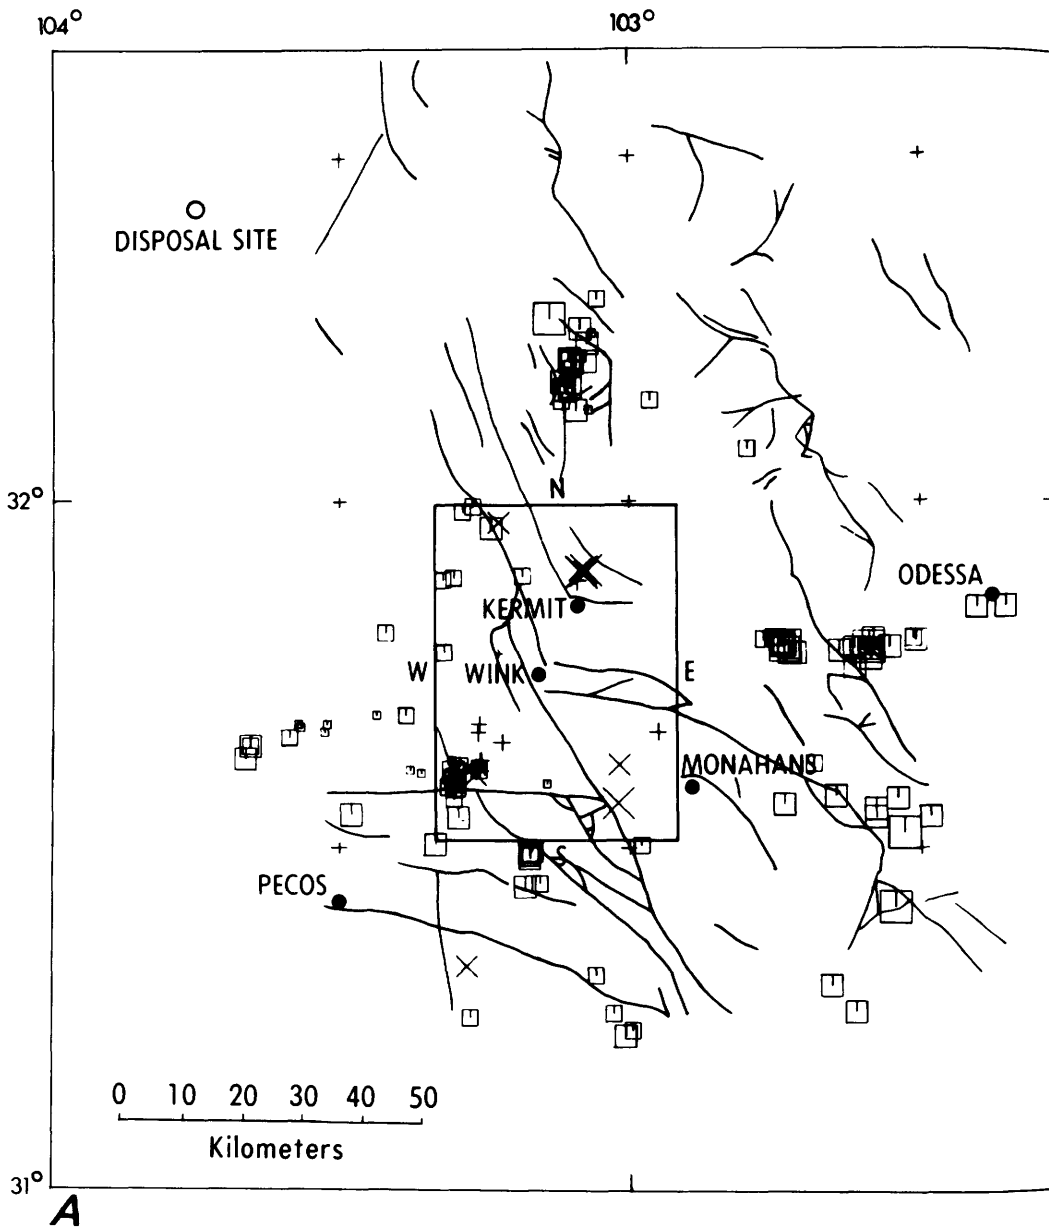 104°
103°
DISPOSAL SITE
N
32°
ODESSA
KERMIT
W
WINK
E
MONAHANS
S
PECOS
0 10 20 30 40 50
Kilometers
31°
A